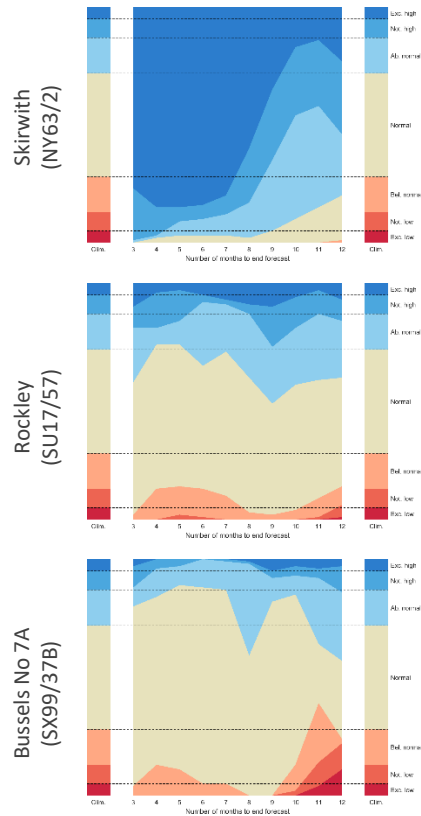 Skirwith
(NY63/2)
Exc. high
Not. high
Ab. normal
Normal
Bel. normal
Not. low
Exc. low
Clim.
3 4 5 6 7 8 9 10 11 12
Clim.
Number of months to end forecast
Rockley
(SU17/57)
Exc. high
Not. high
Ab. normal
Normal
Bel. normal
Not. low
Exc. low
Clim.
3 4 5 6 7 8 9 10 11 12
Clim.
Number of months to end forecast
Bussels No 7A
(SX99/37B)
Exc. high
Not. high
Ab. normal
Normal
Bel. normal
Not. low
Exc. low
Clim.
3 4 5 6 7 8 9 10 11 12
Clim.
Number of months to end forecast